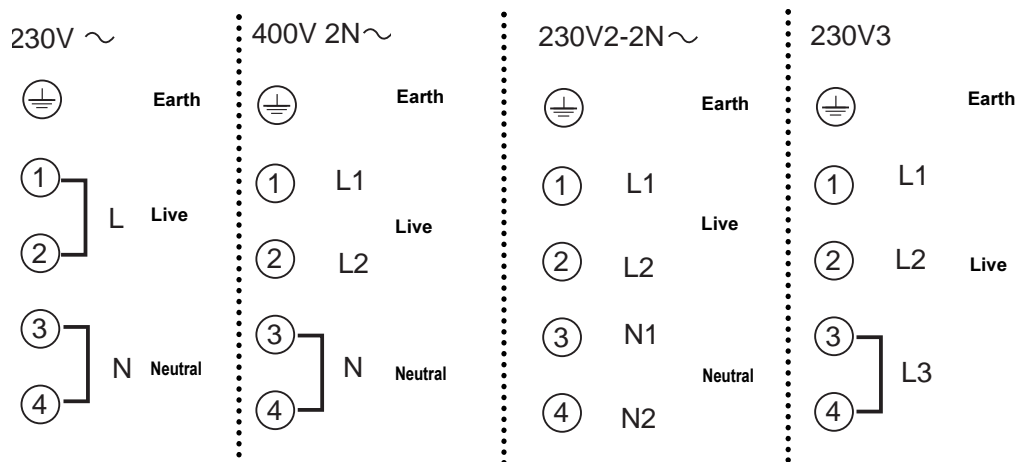 230V ～
Earth
1
L Live
2
3
N Neutral
4
400V 2N～
Earth
1 L1
Live
2 L2
3
N Neutral
4
230V2-2N～
Earth
1 L1
Live
2 L2
3 N1
Neutral
4 N2
230V3
Earth
1 L1
2 L2 Live
3
L3
4